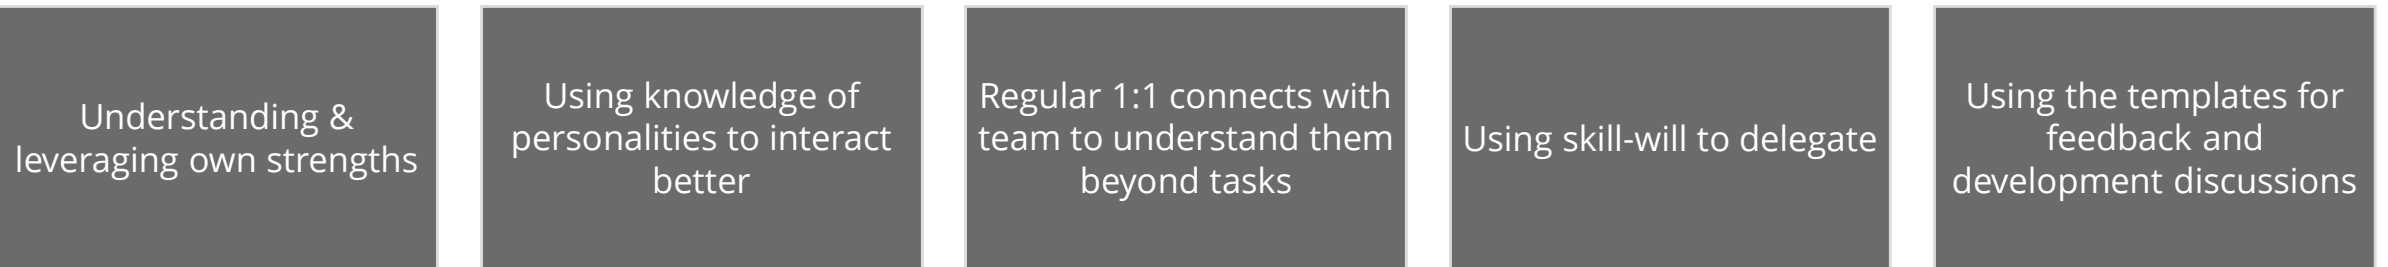 Understanding &
leveraging own strengths
Using knowledge of
personalities to interact
better
Regular 1:1 connects with
team to understand them
beyond tasks
Using skill-will to delegate
Using the templates for
feedback and
development discussions